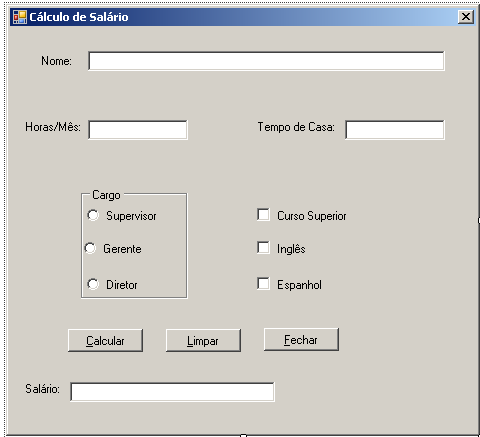 Cálculo de Salário
Nome:
Horas/Mês: Tempo de Casa:
Cargo
Supervisor Curso Superior
Gerente Inglês
Diretor Espanhol
Calcular Limpar Fechar
Salário: